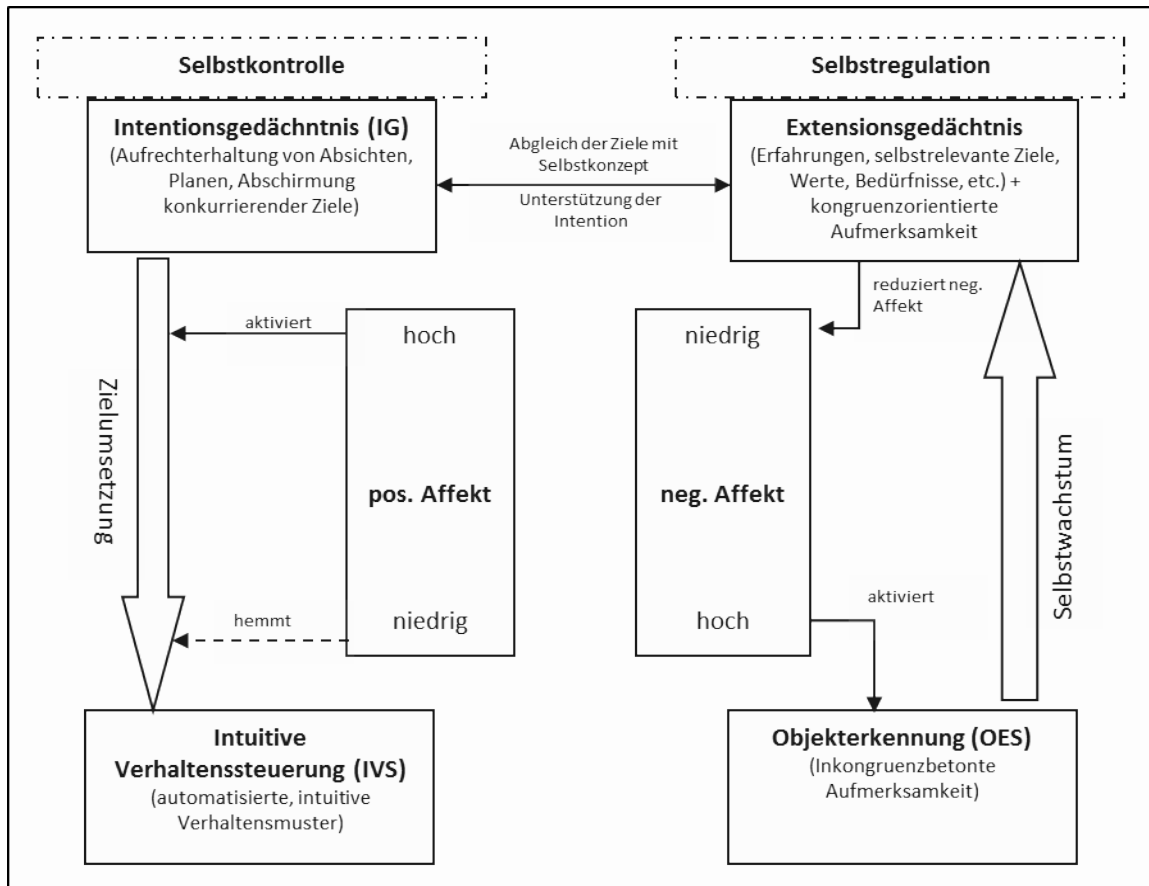 Selbstkontrolle
Selbstregulation
Intentionsgedächntnis (IG)
(Aufrechterhaltung von Absichten,
Planen, Abschirmung
konkurrierender Ziele)
Abgleich der Ziele mit
Selbstkonzept
Unterstützung der
Intention
Extensionsgedächtnis
(Erfahrungen, selbstrelevante Ziele,
Werte, Bedürfnisse, etc.) +
kongruenzorientierte
Aufmerksamkeit
reduziert neg.
Affekt
aktiviert
hoch
niedrig
Zielumsetzung
pos. Affekt
neg. Affekt
Selbstwachstum
hemmt
niedrig
hoch
aktiviert
Intuitive
Verhaltenssteuerung (IVS)
(automatisierte, intuitive
Verhaltensmuster)
Objekterkennung (OES)
(Inkongruenzbetonte
Aufmerksamkeit)